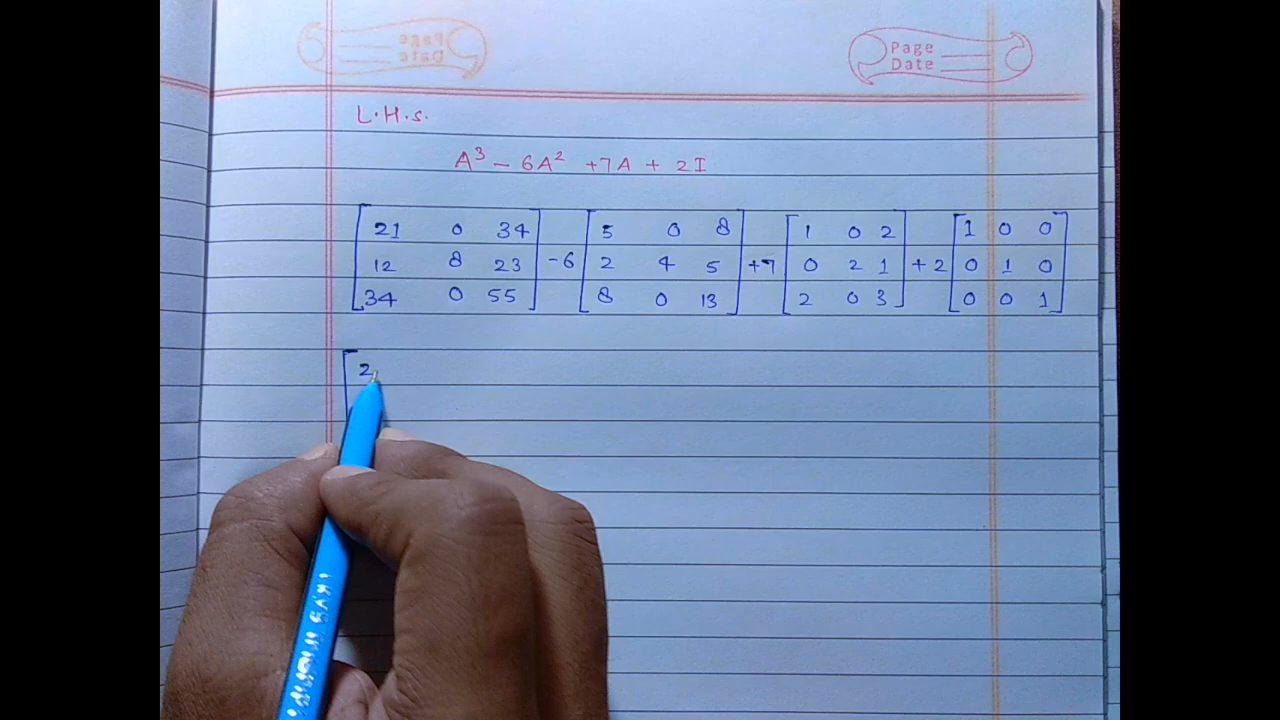 Page
Date
L.H.S.
A³ - 6A² + 7A + 2I
[21 0 34] [5 0 8] [1 0 2] [1 0 0]
[12 8 23] -6 [2 4 5] +7 [0 2 1] +2 [0 1 0]
[34 0 55] [8 0 13] [2 0 3] [0 0 1]
[2